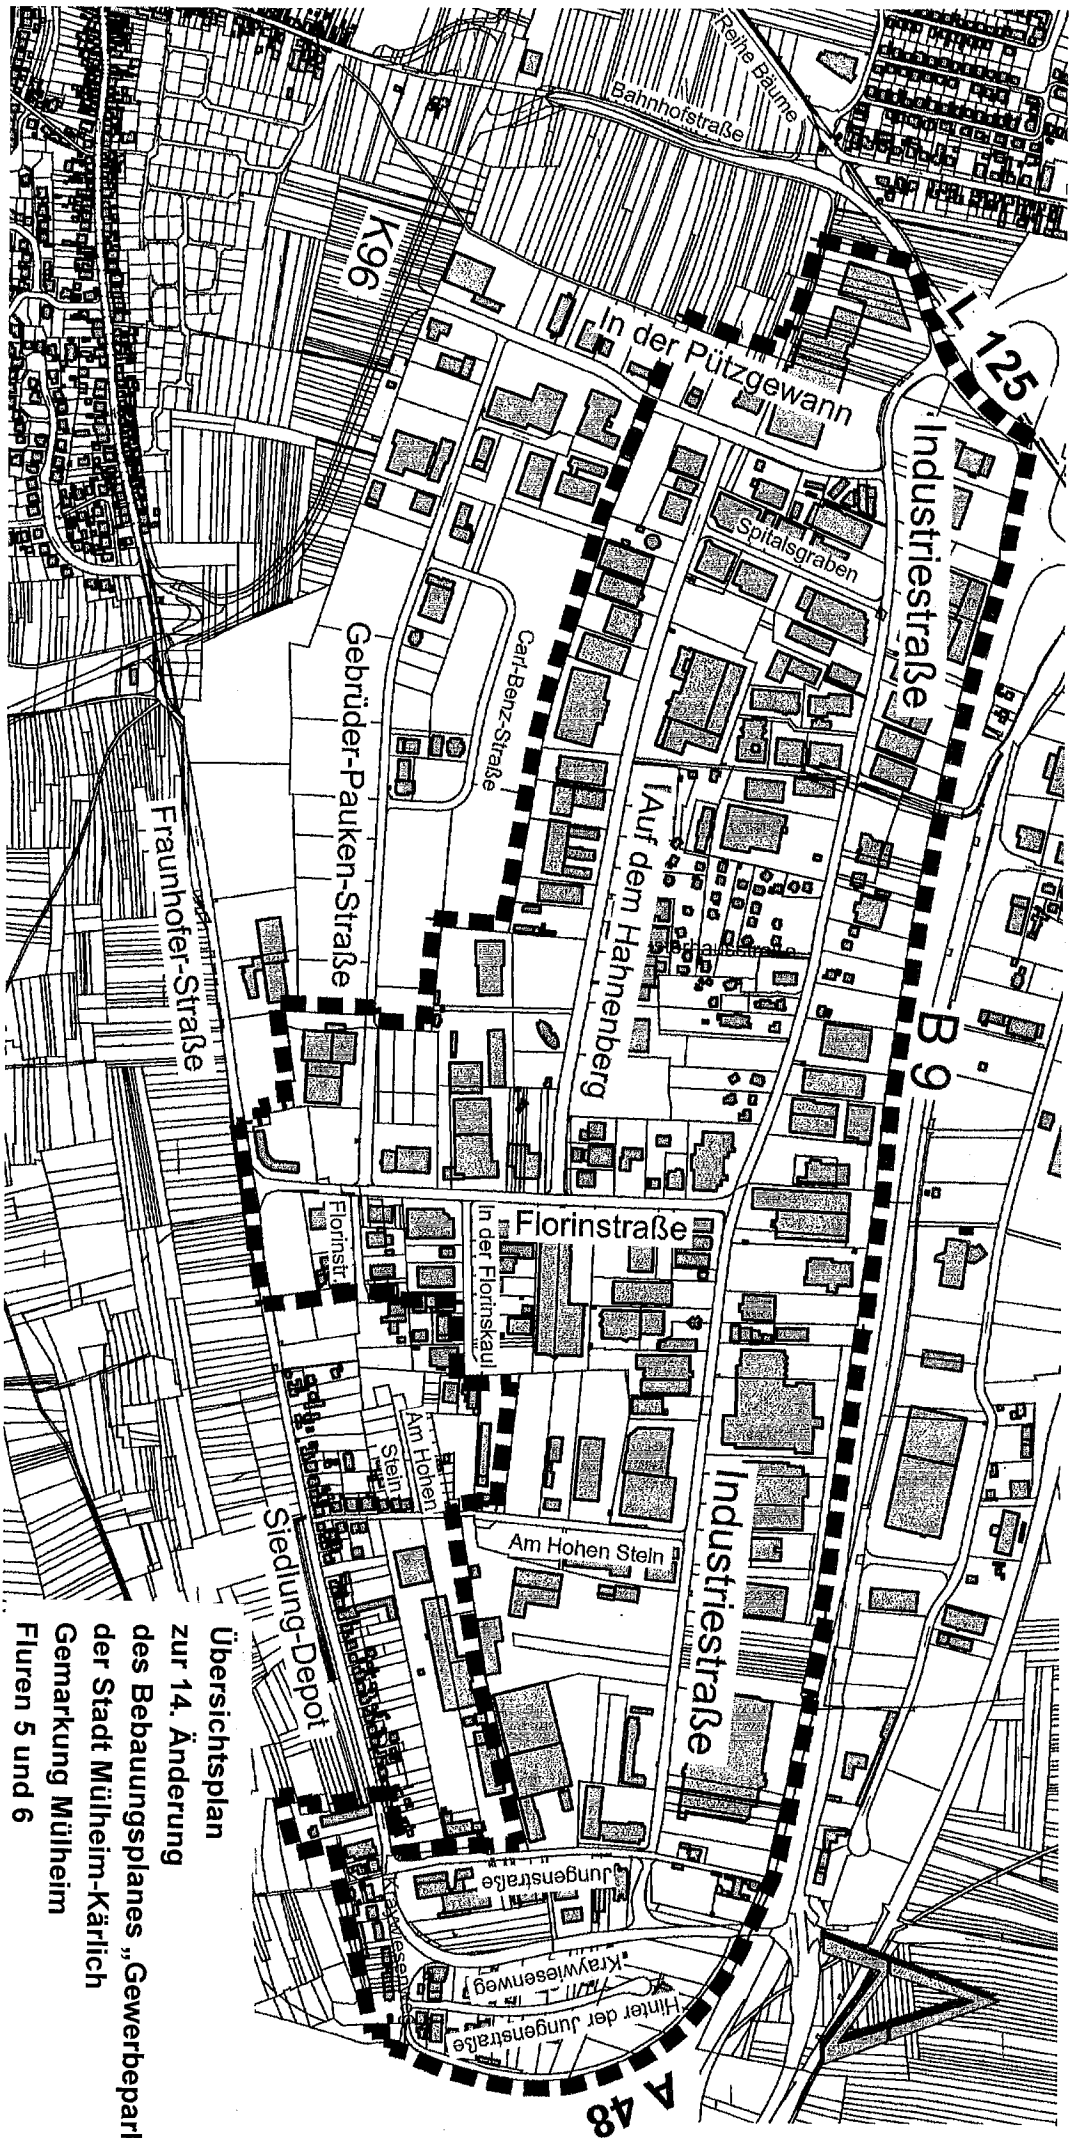 Reihe Bäume
Bahnhofstraße
K96
L 125
In der Pützgewann
Industriestraße
Spitalsgraben
Carl-Benz-Straße
Gebrüder-Pauken-Straße
Fraunhofer-Straße
Auf dem Hahnenberg
B 9
Florinstraße
Florinstr.
In der Florinskaul
Am Hohen
Stein
Am Hohen Stein
Industriestraße
Siedlung-Depot
Jungenstraße
Kraywiesenweg
Hinter der Jungenstraße
A 48
Übersichtsplan
zur 14. Änderung
des Bebauungsplanes „Gewerbepark
der Stadt Mülheim-Kärlich
Gemarkung Mülheim
Fluren 5 und 6